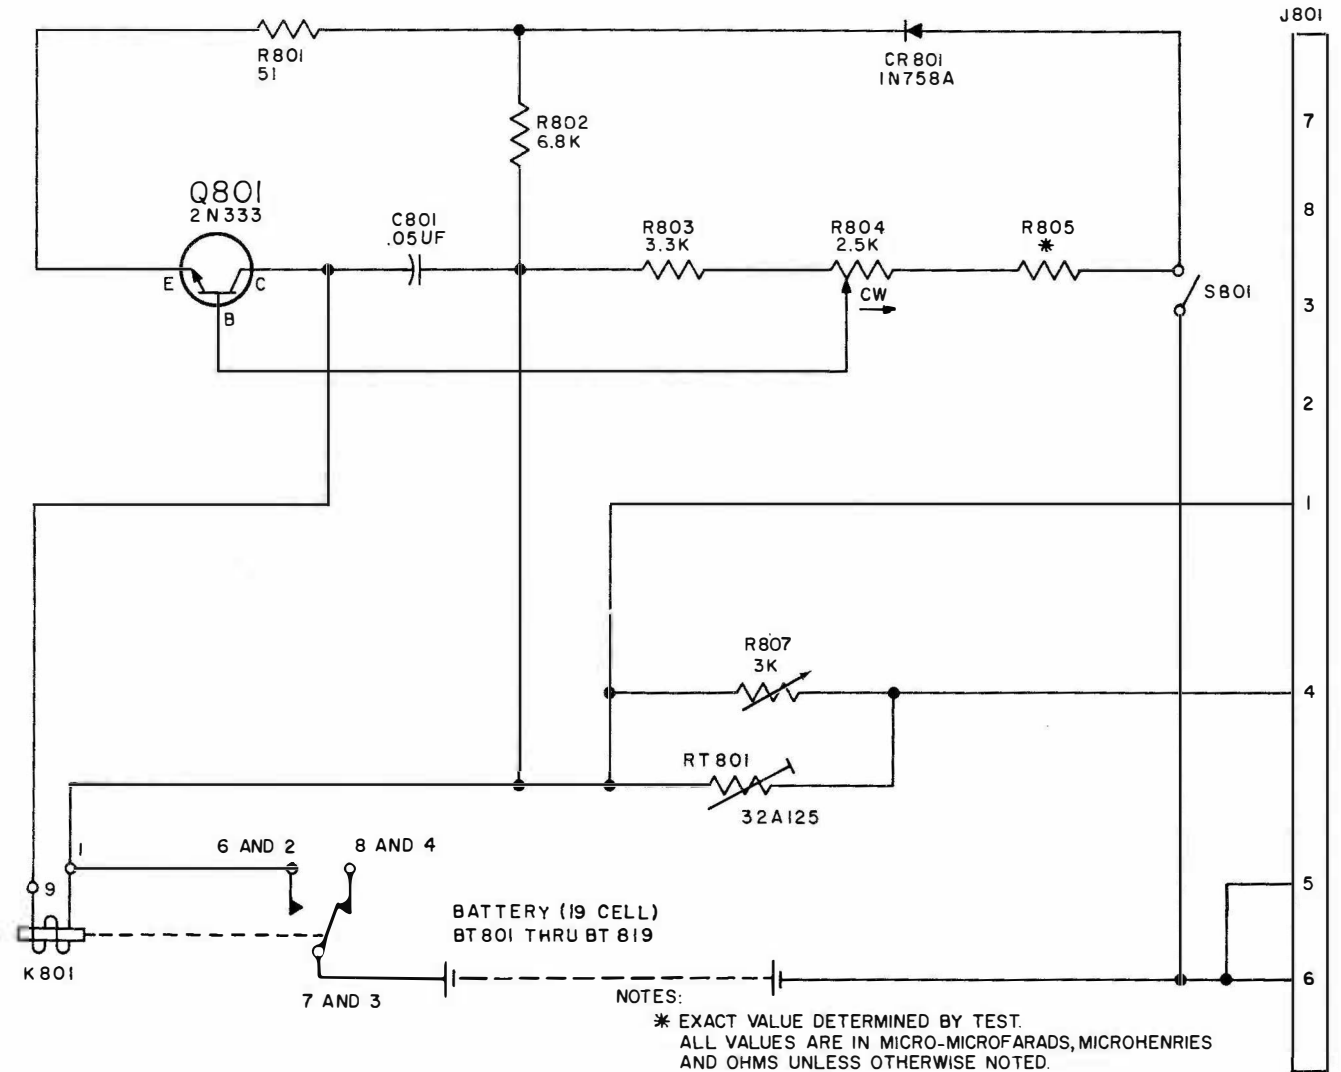 J801
R801
51
CR801
1N758A
R802
6.8K
7
Q801
2N333
C801
.05UF
R803
3.3K
R804
2.5K
R805
*
8
E
C
B
CW
S801
3
2
1
R807
3K
4
RT801
32A125
1
6 AND 2
8 AND 4
9
5
BATTERY (19 CELL)
BT801 THRU BT819
K801
7 AND 3
6
NOTES:
* EXACT VALUE DETERMINED BY TEST.
ALL VALUES ARE IN MICRO-MICROFARADS, MICROHENRIES
AND OHMS UNLESS OTHERWISE NOTED.